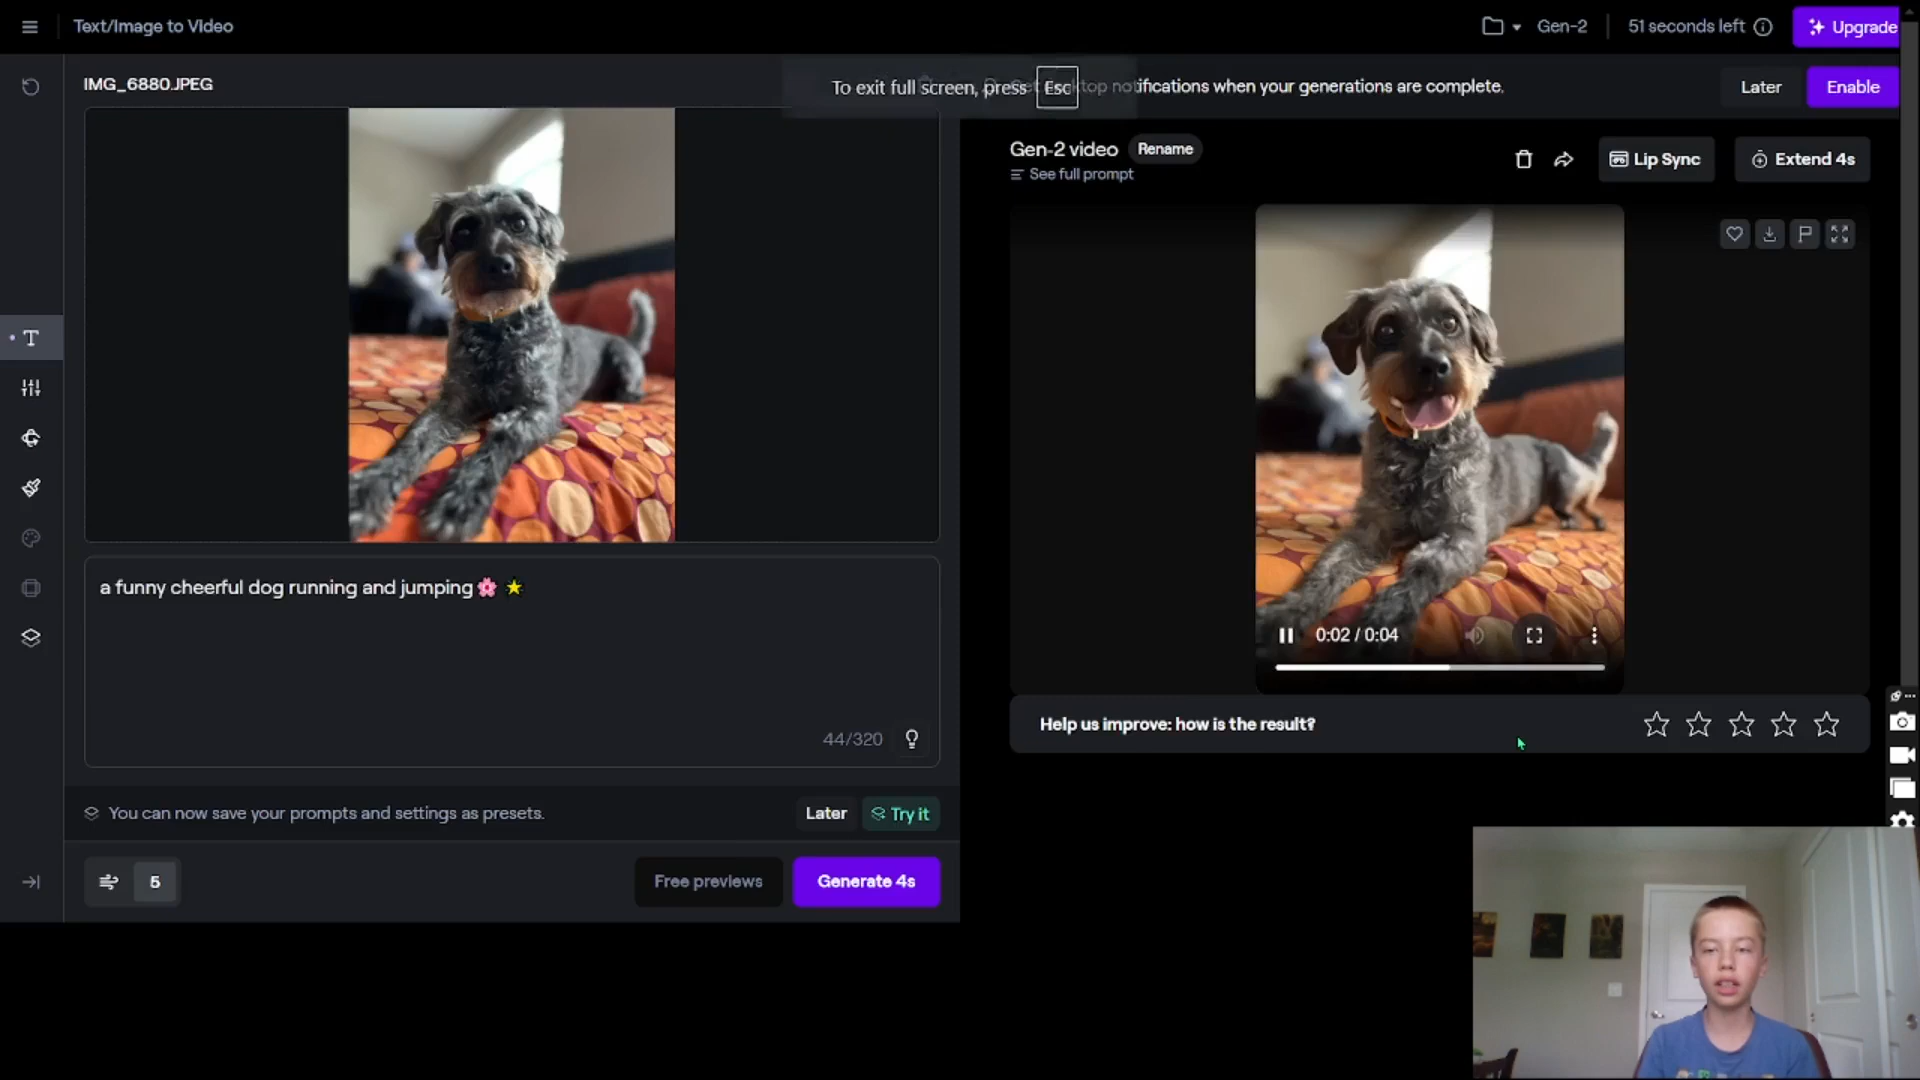 Text/Image to Video
Gen-2
51 seconds left
Upgrade
IMG_6880.JPEG
To exit full screen, press Esc
top notifications when your generations are complete.
Later
Enable
Gen-2 video
Rename
See full prompt
Lip Sync
Extend 4s
T
a funny cheerful dog running and jumping🌸 ⭐
0:02 / 0:04
44/320
Help us improve: how is the result?
You can now save your prompts and settings as presets.
Later
Try it
5
Free previews
Generate 4s